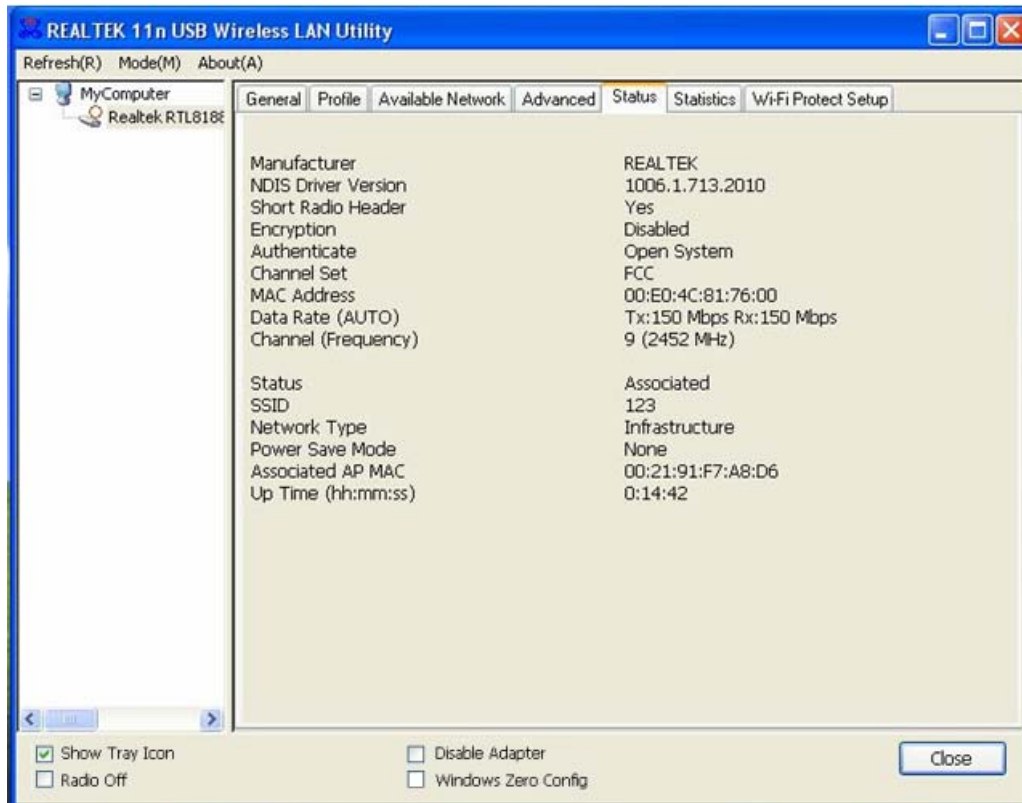 REALTEK 11n USB Wireless LAN Utility
Refresh(R) Mode(M) About(A)
MyComputer
Realtek RTL8188
General Profile Available Network Advanced Status Statistics Wi-Fi Protect Setup
Manufacturer REALTEK
NDIS Driver Version 1006.1.713.2010
Short Radio Header Yes
Encryption Disabled
Authenticate Open System
Channel Set FCC
MAC Address 00:E0:4C:81:76:00
Data Rate (AUTO) Tx:150 Mbps Rx:150 Mbps
Channel (Frequency) 9 (2452 MHz)
Status Associated
SSID 123
Network Type Infrastructure
Power Save Mode None
Associated AP MAC 00:21:91:F7:A8:D6
Up Time (hh:mm:ss) 0:14:42
Show Tray Icon Disable Adapter
Radio Off Windows Zero Config
Close